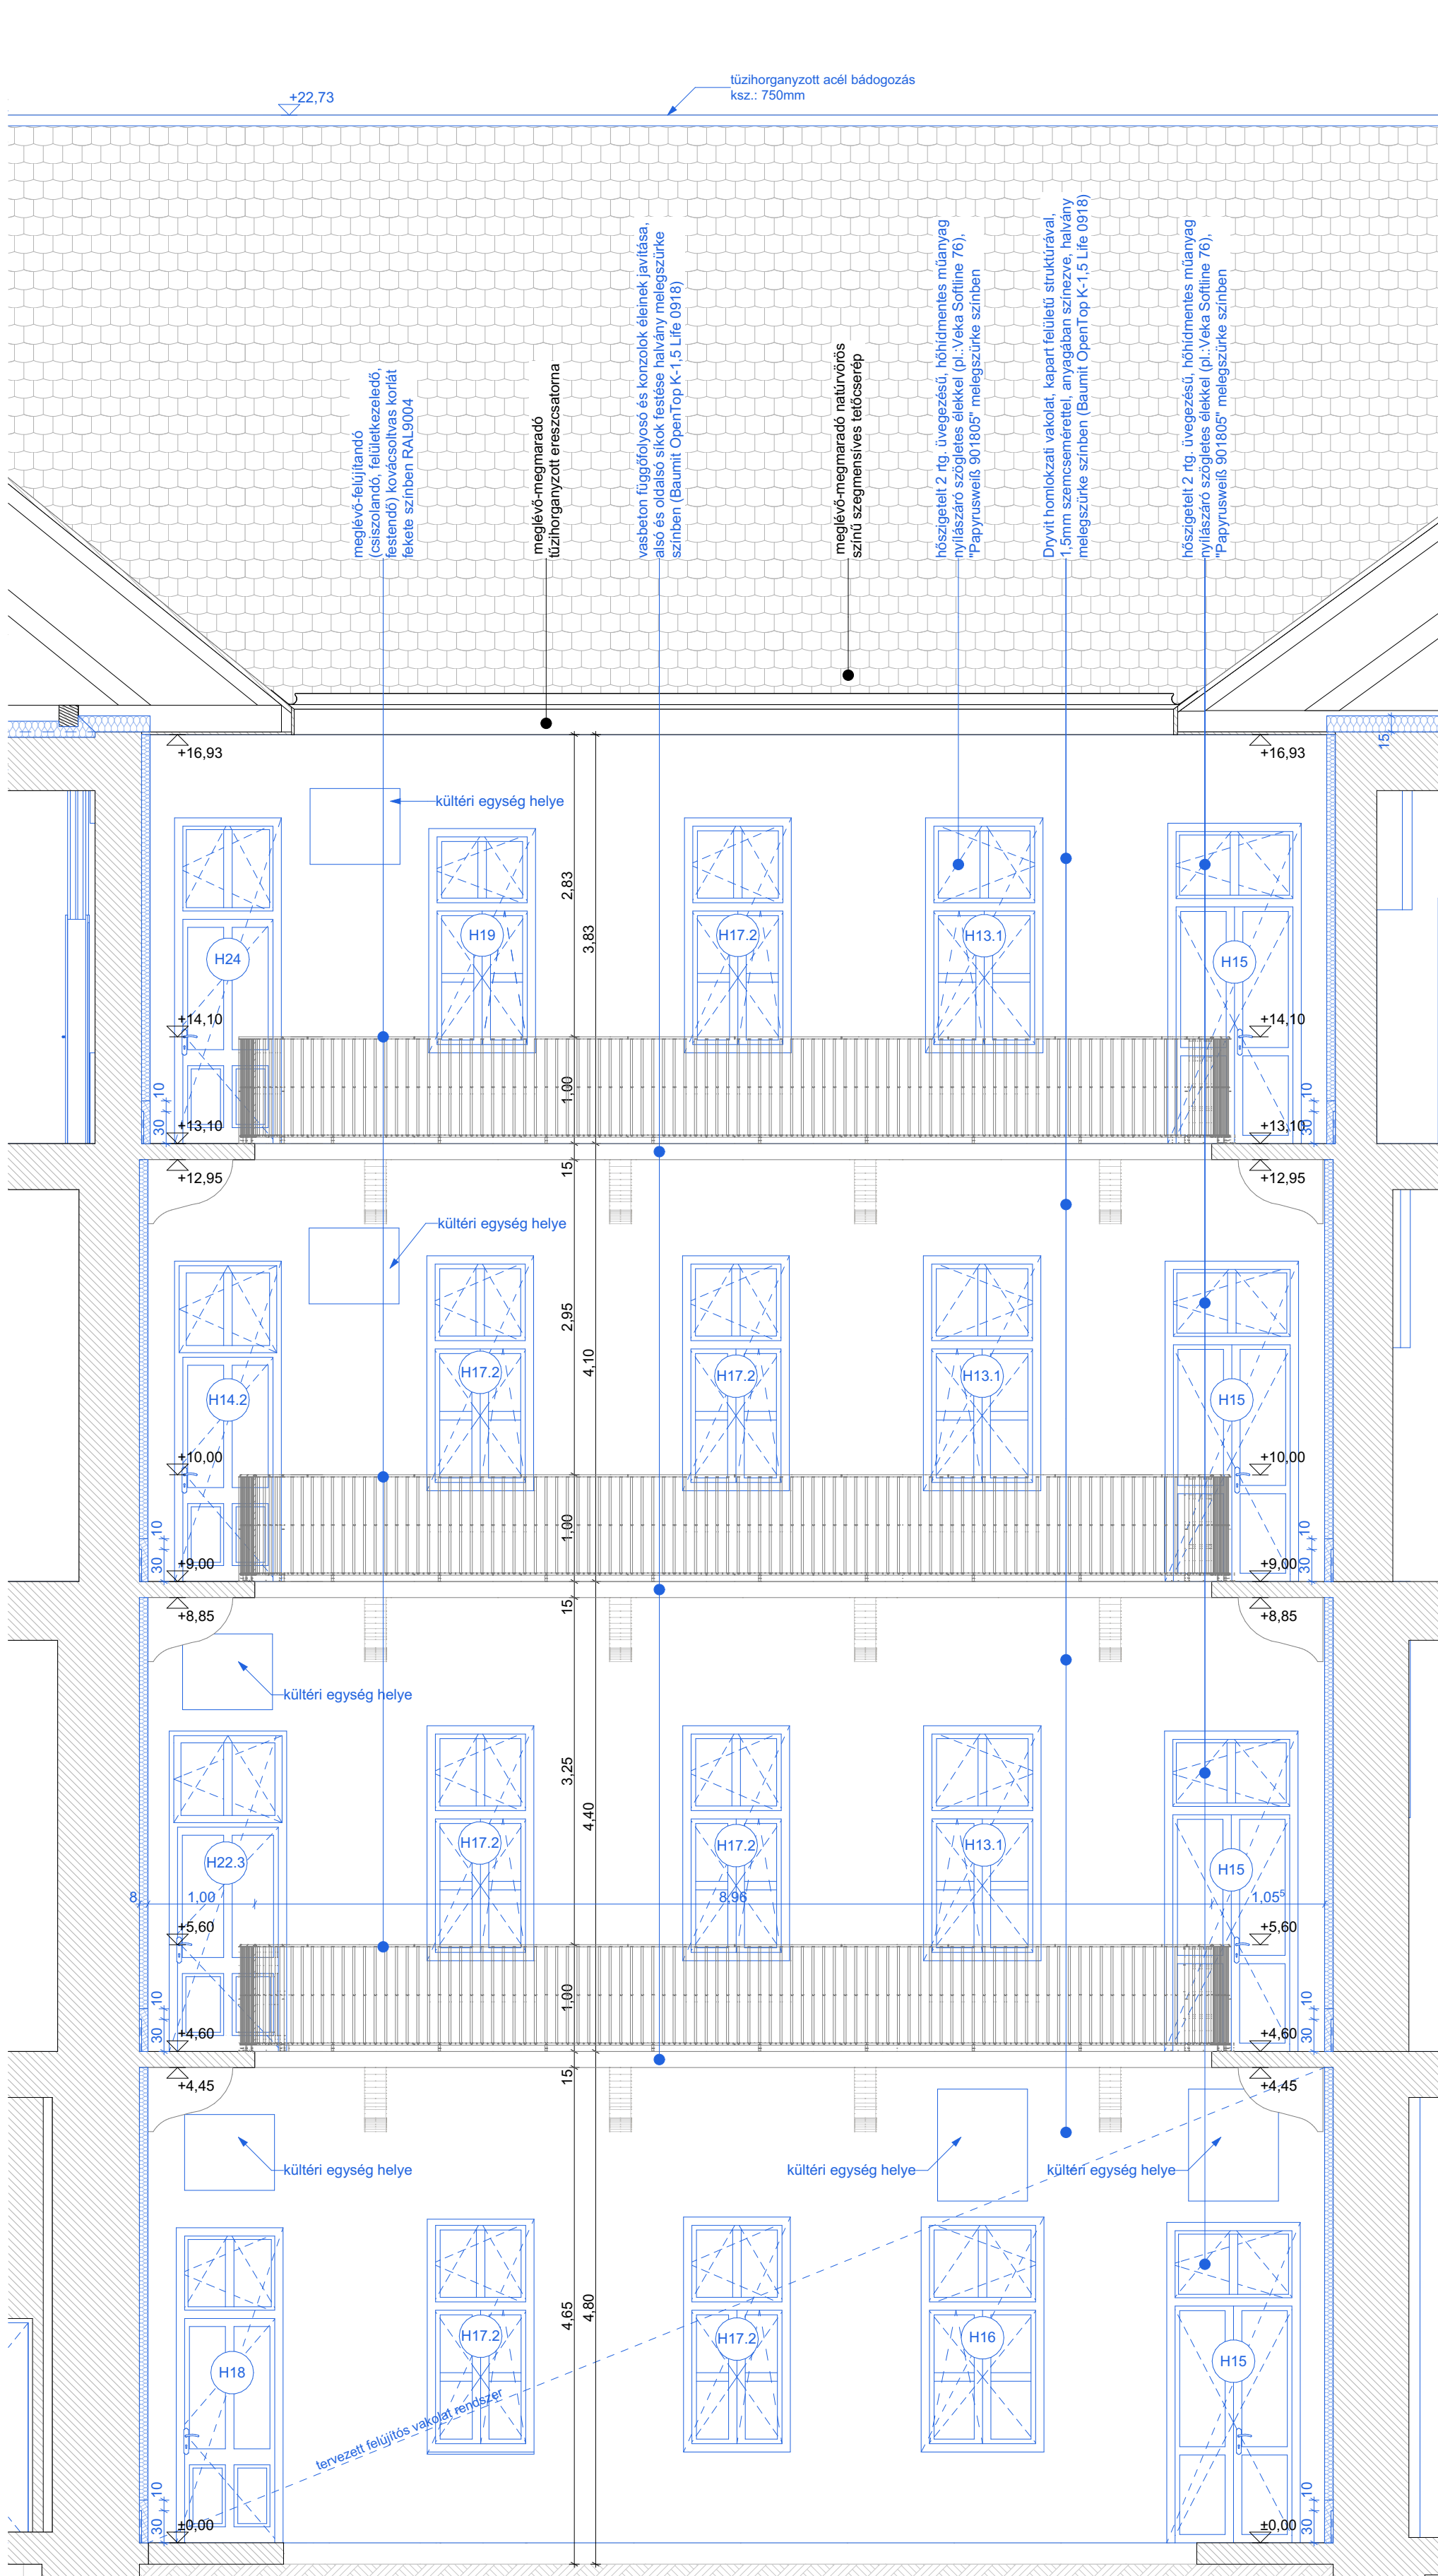 tüzihorganyzott acél bádogozás
ksz.: 750mm
+22,73
meglévő-felújítandó
(csiszolandó, felületkezeledő,
festendő) kovácsoltvas korlát
fekete színben RAL9004
meglévő-megmaradó
tüzihorganyzott ereszcsatorna
vasbeton függőfolyosó és konzolok éleinek javítása,
alsó és oldalsó síkok festése halvány melegszürke
színben (Baumit OpenTop K-1,5 Life 0918)
meglévő-megmaradó natúrvörös
színű szegmensíves tetőcserép
hőszigetelt 2 rtg. üvegezésű, hőhídmentes műanyag
nyílászáró szögletes élekkel (pl.:Veka Softline 76),
"Papyrusweiß 901805" melegszürke színben
Dryvit homlokzati vakolat, kapart felületű struktúrával,
1,5mm szemcsemérettel, anyagában színezve, halvány
melegszürke színben (Baumit OpenTop K-1,5 Life 0918)
hőszigetelt 2 rtg. üvegezésű, hőhídmentes műanyag
nyílászáró szögletes élekkel (pl.:Veka Softline 76),
"Papyrusweiß 901805" melegszürke színben
+16,93
+16,93
15
kültéri egység helye
2,83
3,83
H24
H19
H17.2
H13.1
H15
+14,10
+14,10
1,00
10
30
10
30
+13,10
+13,10
15
+12,95
+12,95
kültéri egység helye
2,95
4,10
H14.2
H17.2
H17.2
H13.1
H15
+10,00
+10,00
1,00
10
30
10
30
+9,00
+9,00
15
+8,85
+8,85
kültéri egység helye
3,25
4,40
H22.3
H17.2
H17.2
H13.1
H15
8
1,00
8,96
1,05⁵
+5,60
+5,60
1,00
10
30
10
30
+4,60
+4,60
15
+4,45
+4,45
kültéri egység helye
kültéri egység helye
kültéri egység helye
4,65
4,80
H18
H17.2
H17.2
H16
H15
tervezett felújítós vakolat rendszer
10
30
10
30
±0,00
±0,00